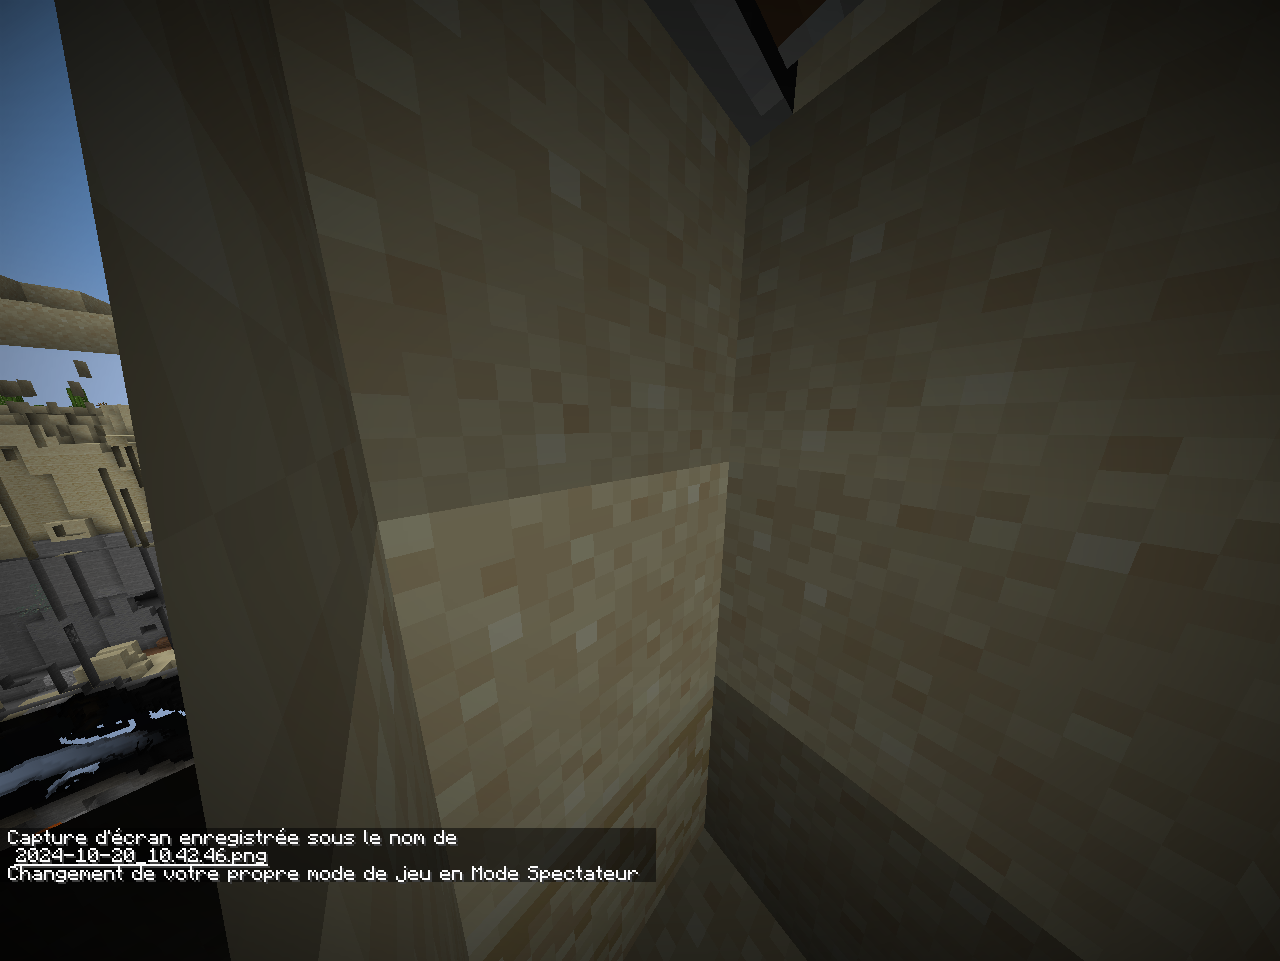 Capture d'écran enregistrée sous le nom de
2024-10-20_10.42.46.png
Changement de votre propre mode de jeu en Mode Spectateur